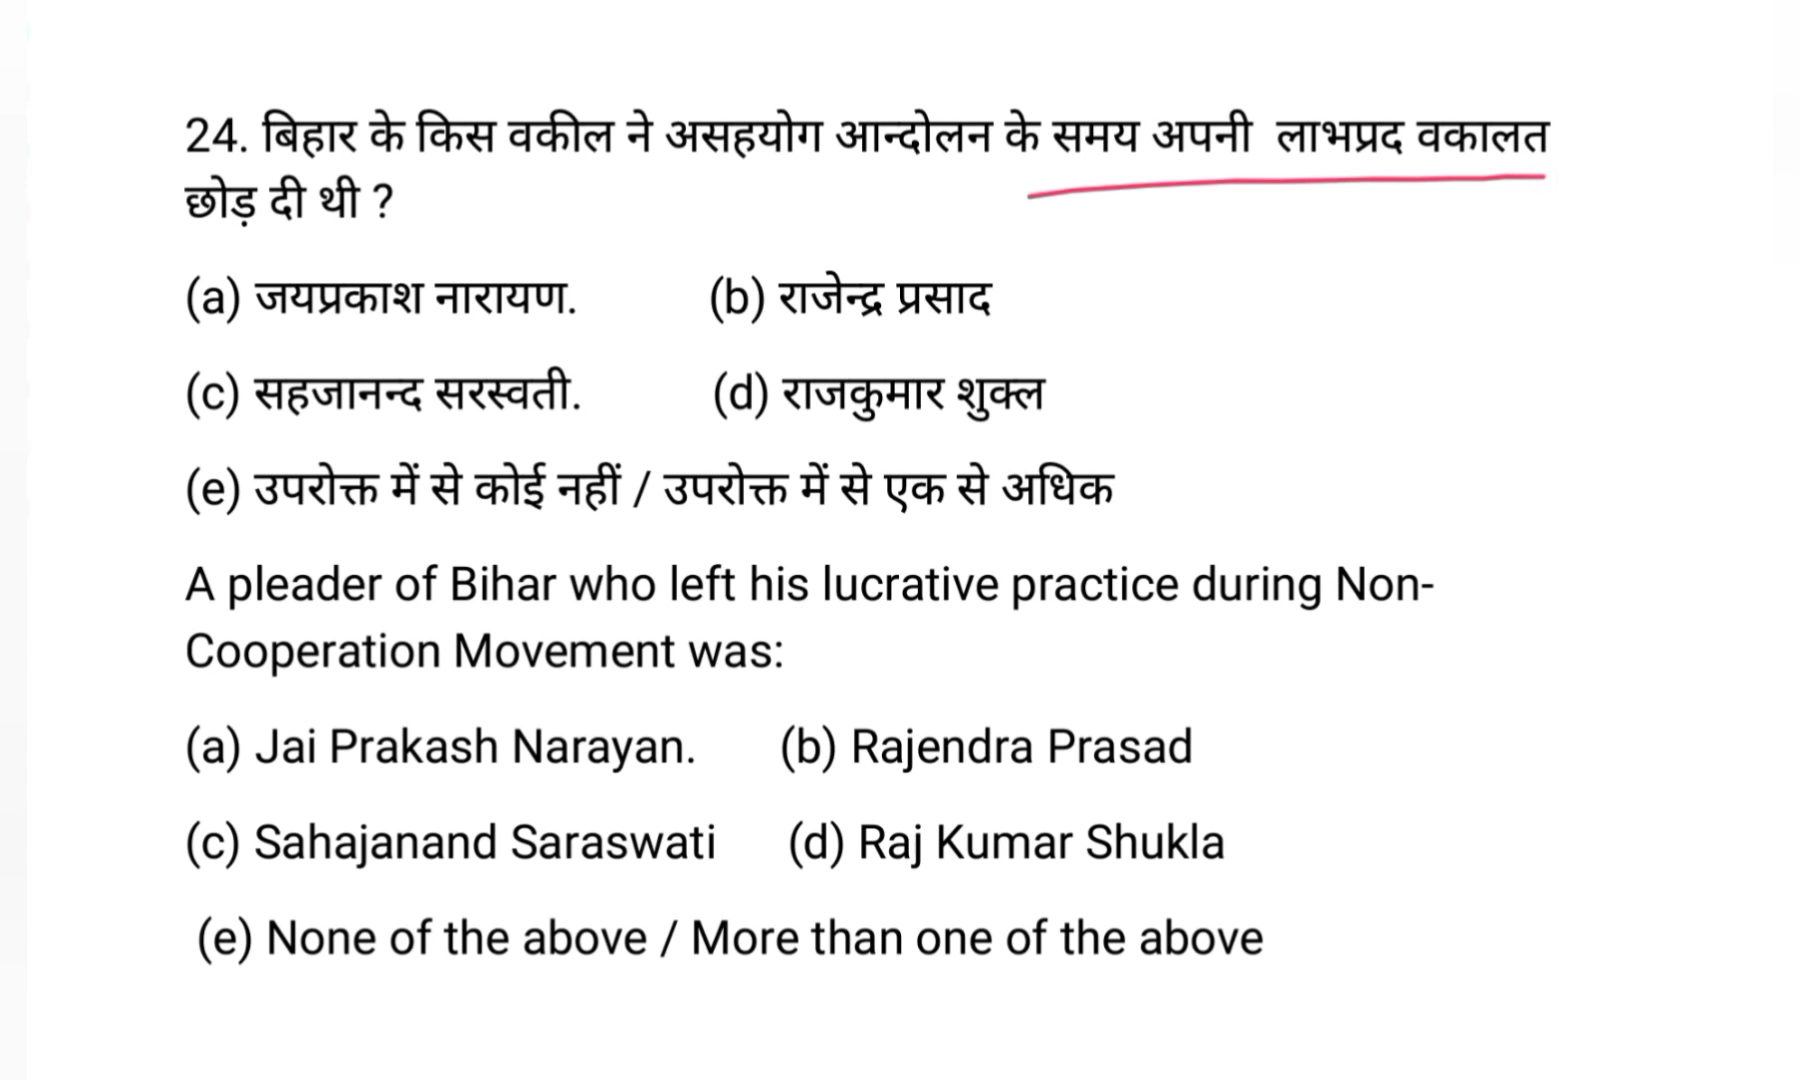 24. बिहार के किस वकील ने असहयोग आन्दोलन के समय अपनी लाभप्रद वकालत
छोड़ दी थी ?
(a) जयप्रकाश नारायण. (b) राजेन्द्र प्रसाद
(c) सहजानन्द सरस्वती. (d) राजकुमार शुक्ल
(e) उपरोक्त में से कोई नहीं / उपरोक्त में से एक से अधिक
A pleader of Bihar who left his lucrative practice during Non-
Cooperation Movement was:
(a) Jai Prakash Narayan. (b) Rajendra Prasad
(c) Sahajanand Saraswati (d) Raj Kumar Shukla
(e) None of the above / More than one of the above